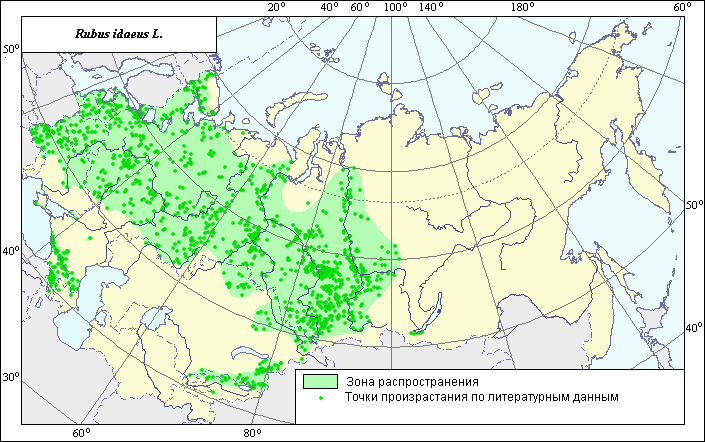 20° 40° 60° 100° 140° 180° 60°
Rubus idaeus L.
50°
50°
40°
40°
30°
60°
80°
Зона распространения
Точки произрастания по литературным данным